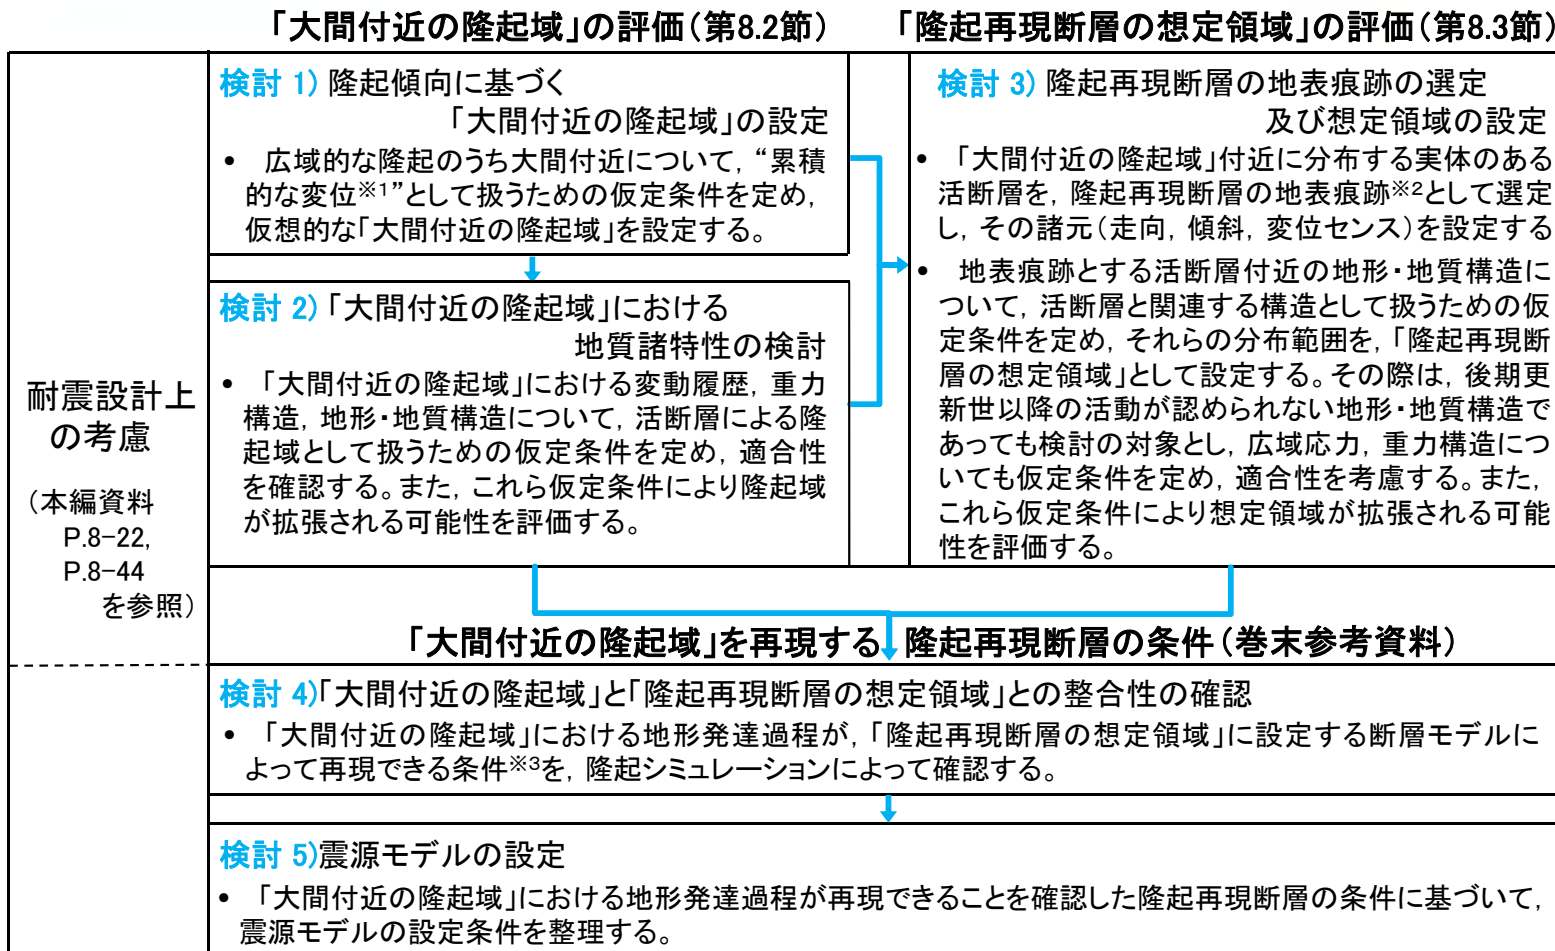 「大間付近の隆起域」の評価(第8.2節)
「隆起再現断層の想定領域」の評価(第8.3節)
耐震設計上
の考慮
(本編資料
P.8-22,
P.8-44
を参照)
検討 1) 隆起傾向に基づく
「大間付近の隆起域」の設定
• 広域的な隆起のうち大間付近について, “累積
的な変位※1”として扱うための仮定条件を定め,
仮想的な「大間付近の隆起域」を設定する。
検討 2) 「大間付近の隆起域」における
地質諸特性の検討
• 「大間付近の隆起域」における変動履歴, 重力
構造, 地形・地質構造について, 活断層による隆
起域として扱うための仮定条件を定め, 適合性
を確認する。また, これら仮定条件により隆起域
が拡張される可能性を評価する。
検討 3) 隆起再現断層の地表痕跡の選定
及び想定領域の設定
• 「大間付近の隆起域」付近に分布する実体のある
活断層を, 隆起再現断層の地表痕跡※2として選定
し, その諸元(走向, 傾斜, 変位センス)を設定する
• 地表痕跡とする活断層付近の地形・地質構造に
ついて, 活断層と関連する構造として扱うための仮
定条件を定め, それらの分布範囲を, 「隆起再現断
層の想定領域」として設定する。その際は, 後期更
新世以降の活動が認められない地形・地質構造で
あっても検討の対象とし, 広域応力, 重力構造につ
いても仮定条件を定め, 適合性を考慮する。また,
これら仮定条件により想定領域が拡張される可能
性を評価する。
「大間付近の隆起域」を再現する 隆起再現断層の条件(巻末参考資料)
検討 4)「大間付近の隆起域」と「隆起再現断層の想定領域」との整合性の確認
• 「大間付近の隆起域」における地形発達過程が, 「隆起再現断層の想定領域」に設定する断層モデルに
よって再現できる条件※3を, 隆起シミュレーションによって確認する。
検討 5)震源モデルの設定
• 「大間付近の隆起域」における地形発達過程が再現できることを確認した隆起再現断層の条件に基づいて,
震源モデルの設定条件を整理する。